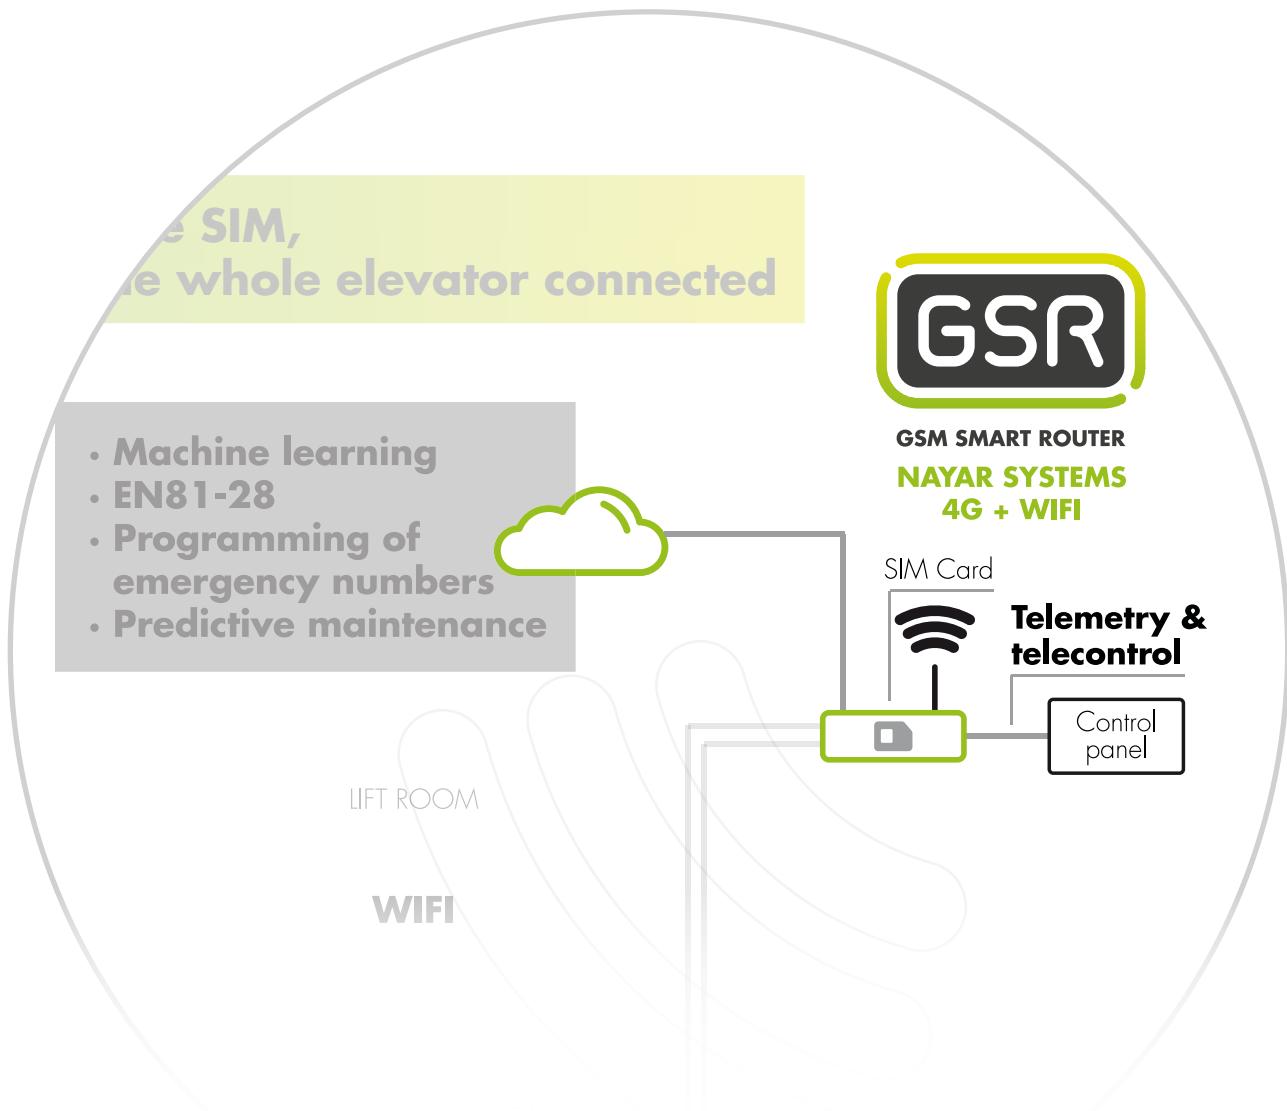 SIM,
whole elevator connected
GSR
GSM SMART ROUTER
NAYAR SYSTEMS
4G + WIFI
• Machine learning
• EN81-28
• Programming of
emergency numbers
• Predictive maintenance
SIM Card
Telemetry &
telecontrol
Control
panel
LIFT ROOM
WIFI